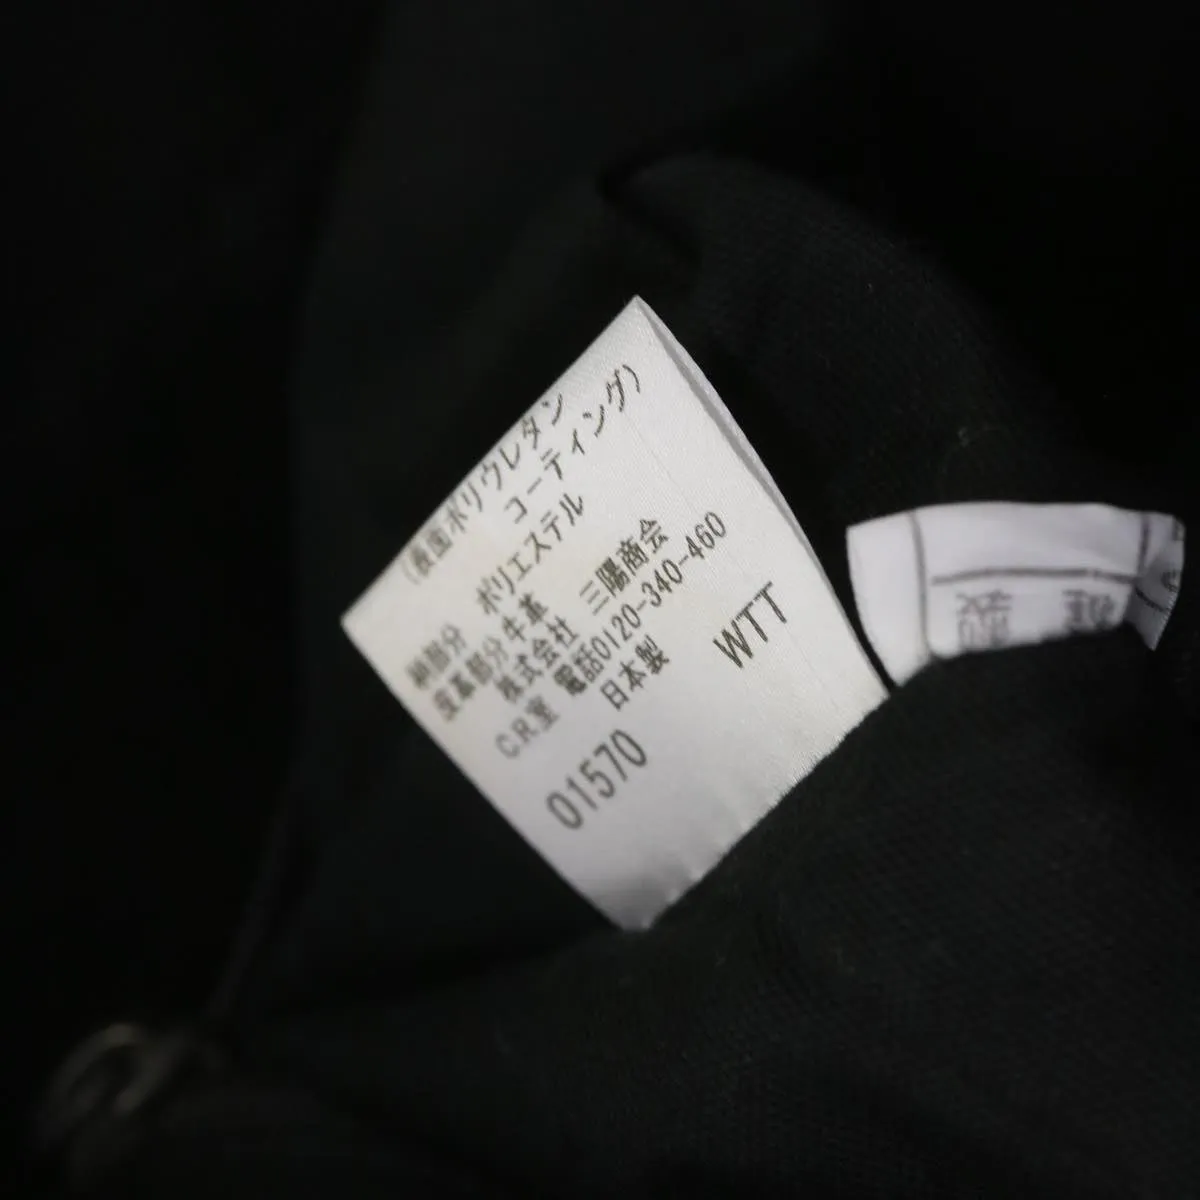 (表面ポリウレタン
コーティング)
別部分 ポリエステル
皮革部分 牛革
株式会社 三陽商会
C.R室 電話0120-340-460
日本製
01570 WTT